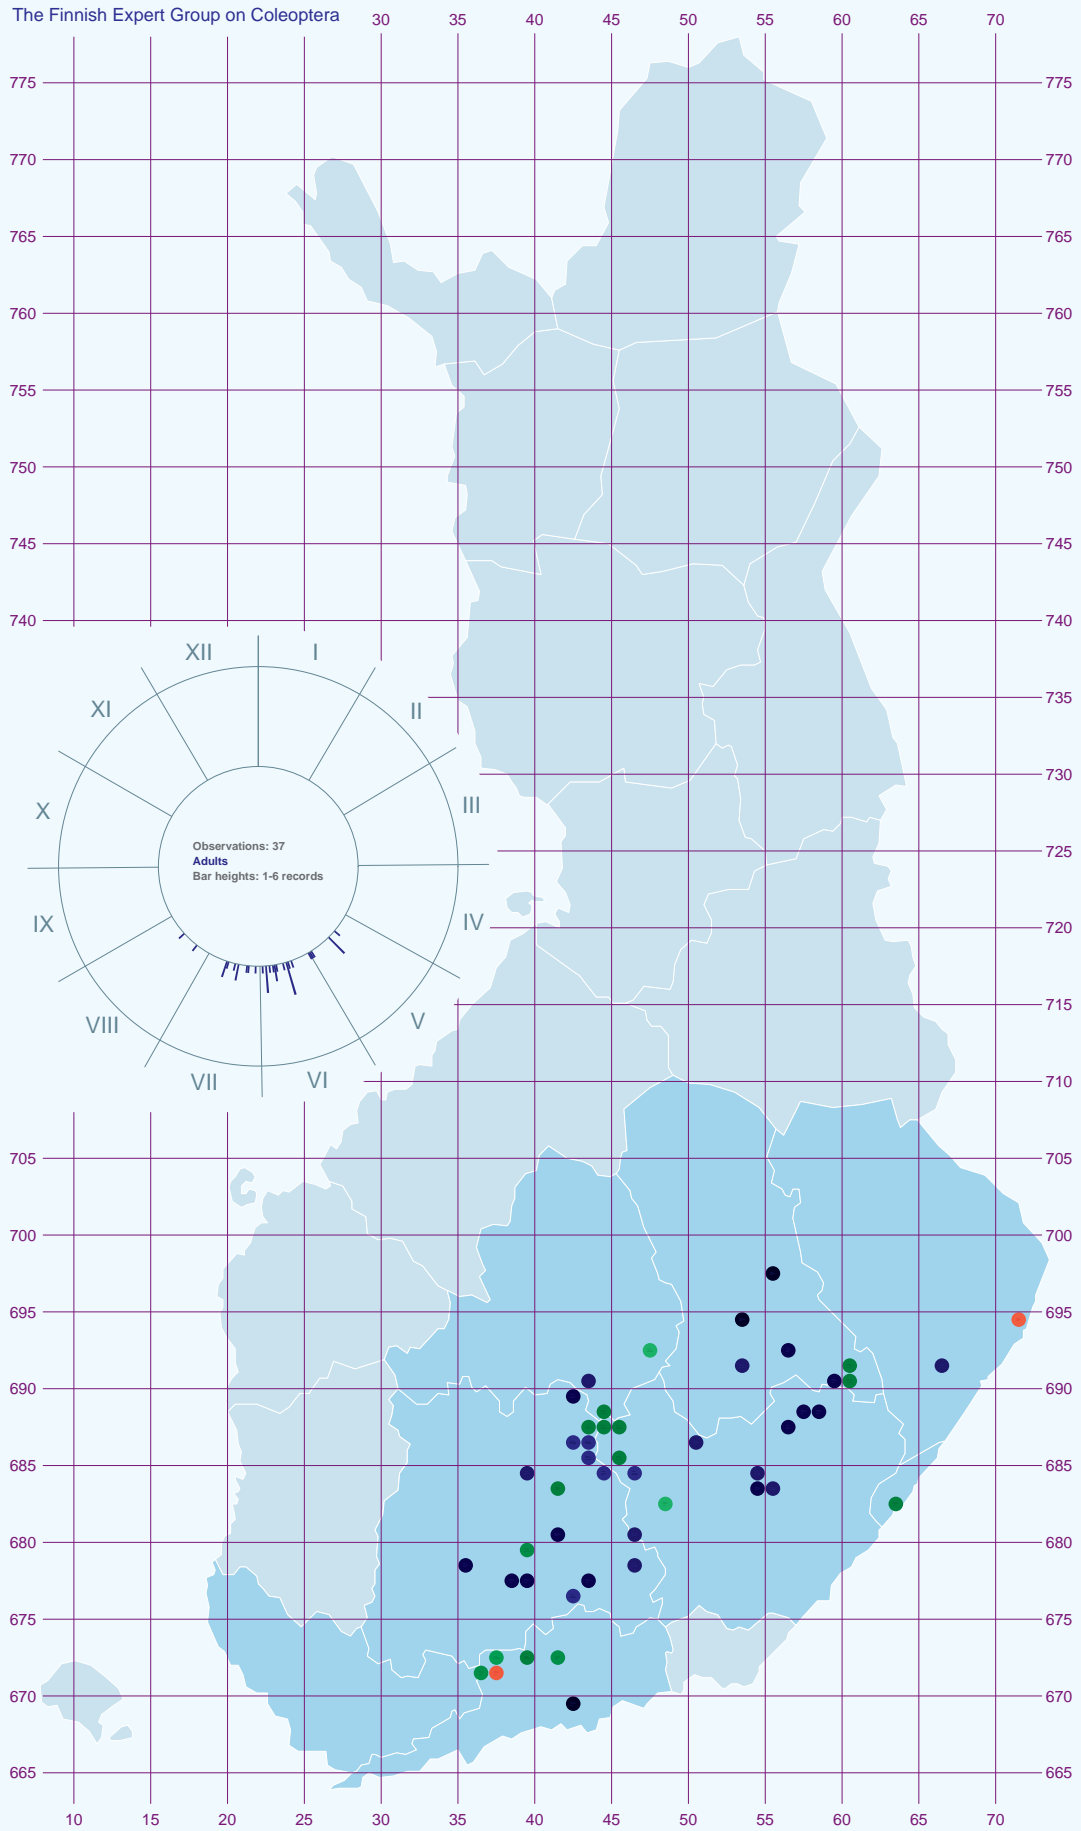 The Finnish Expert Group on Coleoptera
30 35 40 45 50 55 60 65 70
775 775
770 770
765 765
760 760
755 755
750 750
745 745
740 740
XII I
XI II
735
730
X III
Observations: 37
Adults
Bar heights: 1-6 records
725
IX IV
720
715
VIII V
VII VI
710
705 705
700 700
695 695
690 690
685 685
680 680
675 675
670 670
665 665
10 15 20 25 30 35 40 45 50 55 60 65 70